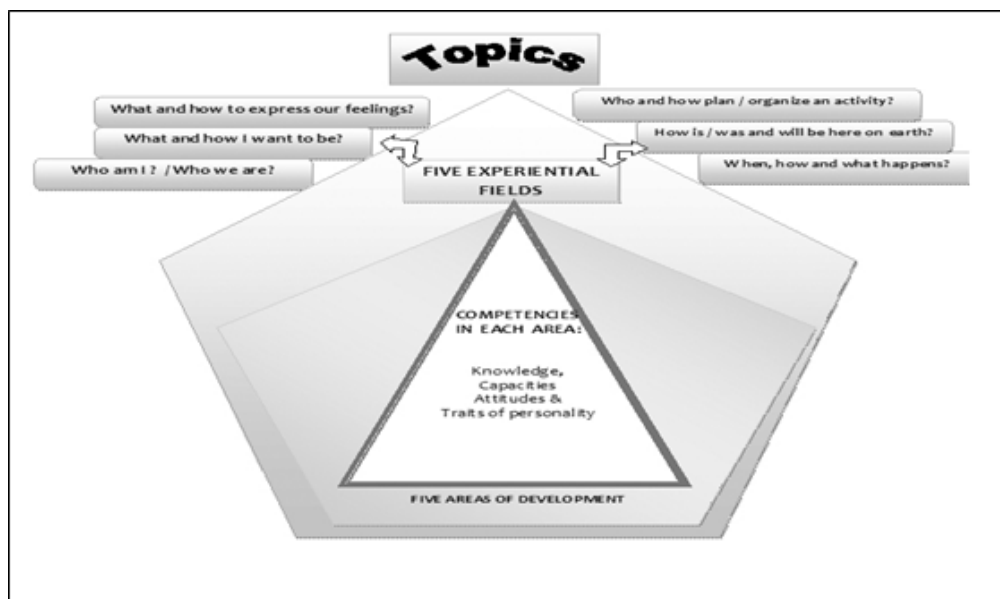 Topics
What and how to express our feelings?
What and how I want to be?
Who am I ? / Who we are?
Who and how plan / organize an activity?
How is / was and will be here on earth?
When, how and what happens?
FIVE EXPERIENTIAL
FIELDS
COMPETENCIES
IN EACH AREA:
Knowledge,
Capacities
Attitudes &
Traits of personality
FIVE AREAS OF DEVELOPMENT